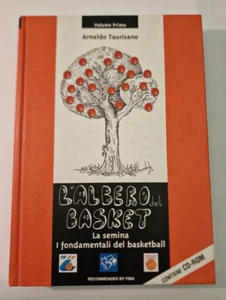 Volume Primo
Arnaldo Taurisano
L'ALBERO del
BASKET
La semina
I fondamentali del basketball
CONTIENE CD-ROM
RECOMMENDED BY FIBA